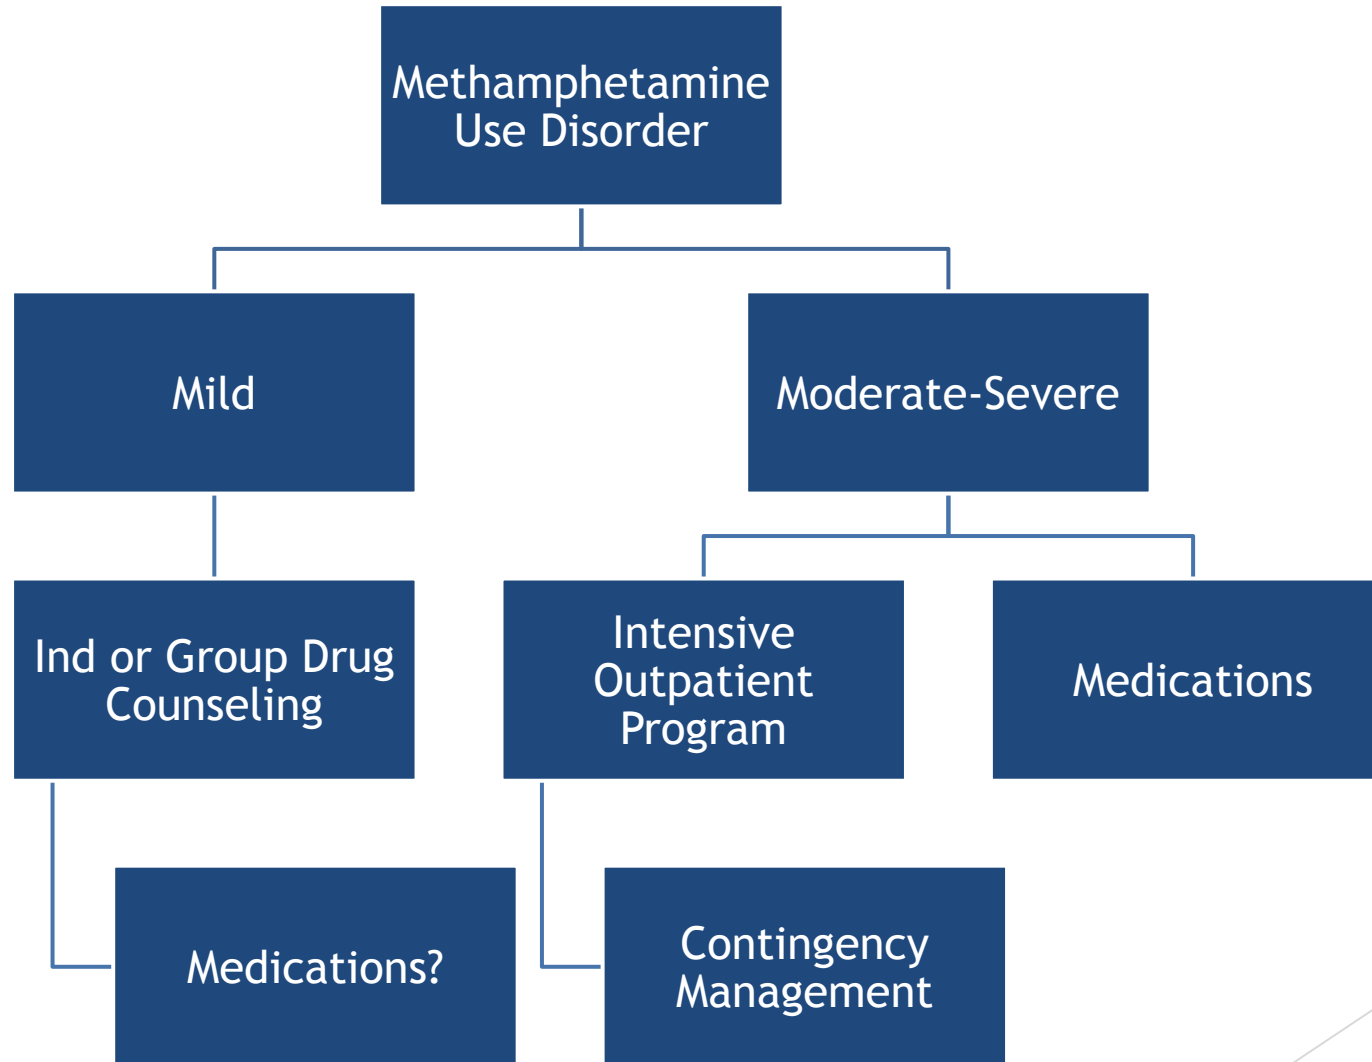 Methamphetamine
Use Disorder
Mild
Moderate-Severe
Ind or Group Drug
Counseling
Intensive
Outpatient
Program
Medications
Medications?
Contingency
Management